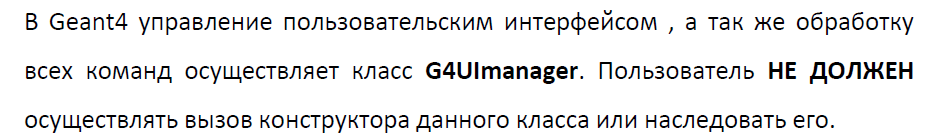 В Geant4 управление пользовательским интерфейсом , а так же обработку
всех команд осуществляет класс G4UImanager. Пользователь НЕ ДОЛЖЕН
осуществлять вызов конструктора данного класса или наследовать его.